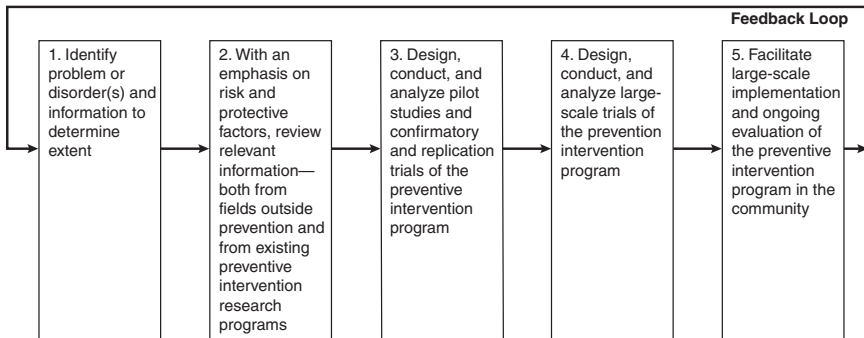 Feedback Loop
1. Identify
problem or
disorder(s) and
information to
determine
extent
2. With an
emphasis on
risk and
protective
factors, review
relevant
information—
both from
fields outside
prevention and
from existing
preventive
intervention
research
programs
3. Design,
conduct, and
analyze pilot
studies and
confirmatory
and replication
trials of the
preventive
intervention
program
4. Design,
conduct, and
analyze large-
scale trials of
the prevention
intervention
program
5. Facilitate
large-scale
implementation
and ongoing
evaluation of
the preventive
intervention
program in the
community